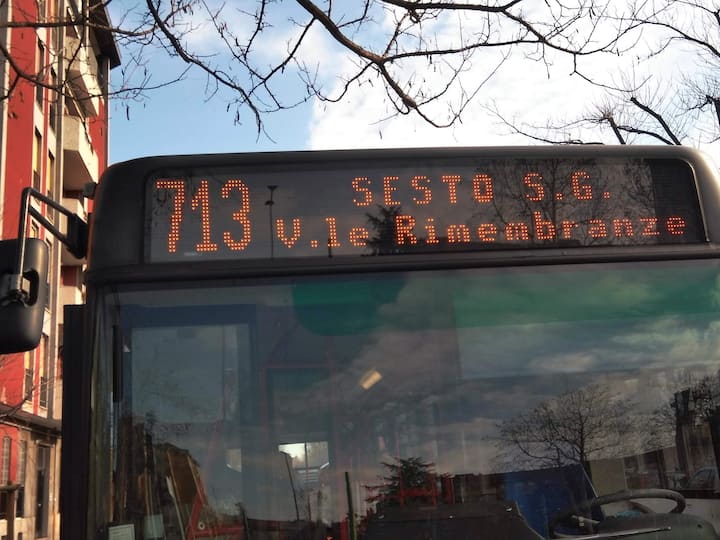 713
SESTO S.G.
v.le Rimembranze